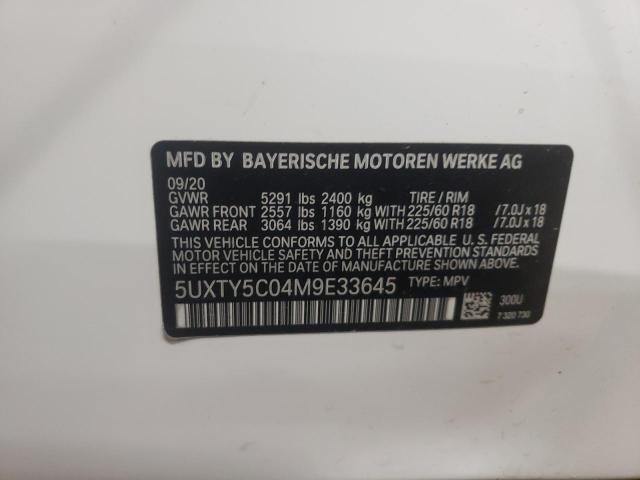 MFD BY BAYERISCHE MOTOREN WERKE AG
09/20
GVWR 5291 lbs 2400 kg TIRE / RIM
GAWR FRONT 2557 lbs 1160 kg WITH 225/60 R18 /7.0J x 18
GAWR REAR 3064 lbs 1390 kg WITH 225/60 R18 /7.0J x 18
THIS VEHICLE CONFORMS TO ALL APPLICABLE U.S. FEDERAL
MOTOR VEHICLE SAFETY AND THEFT PREVENTION STANDARDS
IN EFFECT ON THE DATE OF MANUFACTURE SHOWN ABOVE.
5UXTY5C04M9E33645 TYPE: MPV
300U
7 320 730